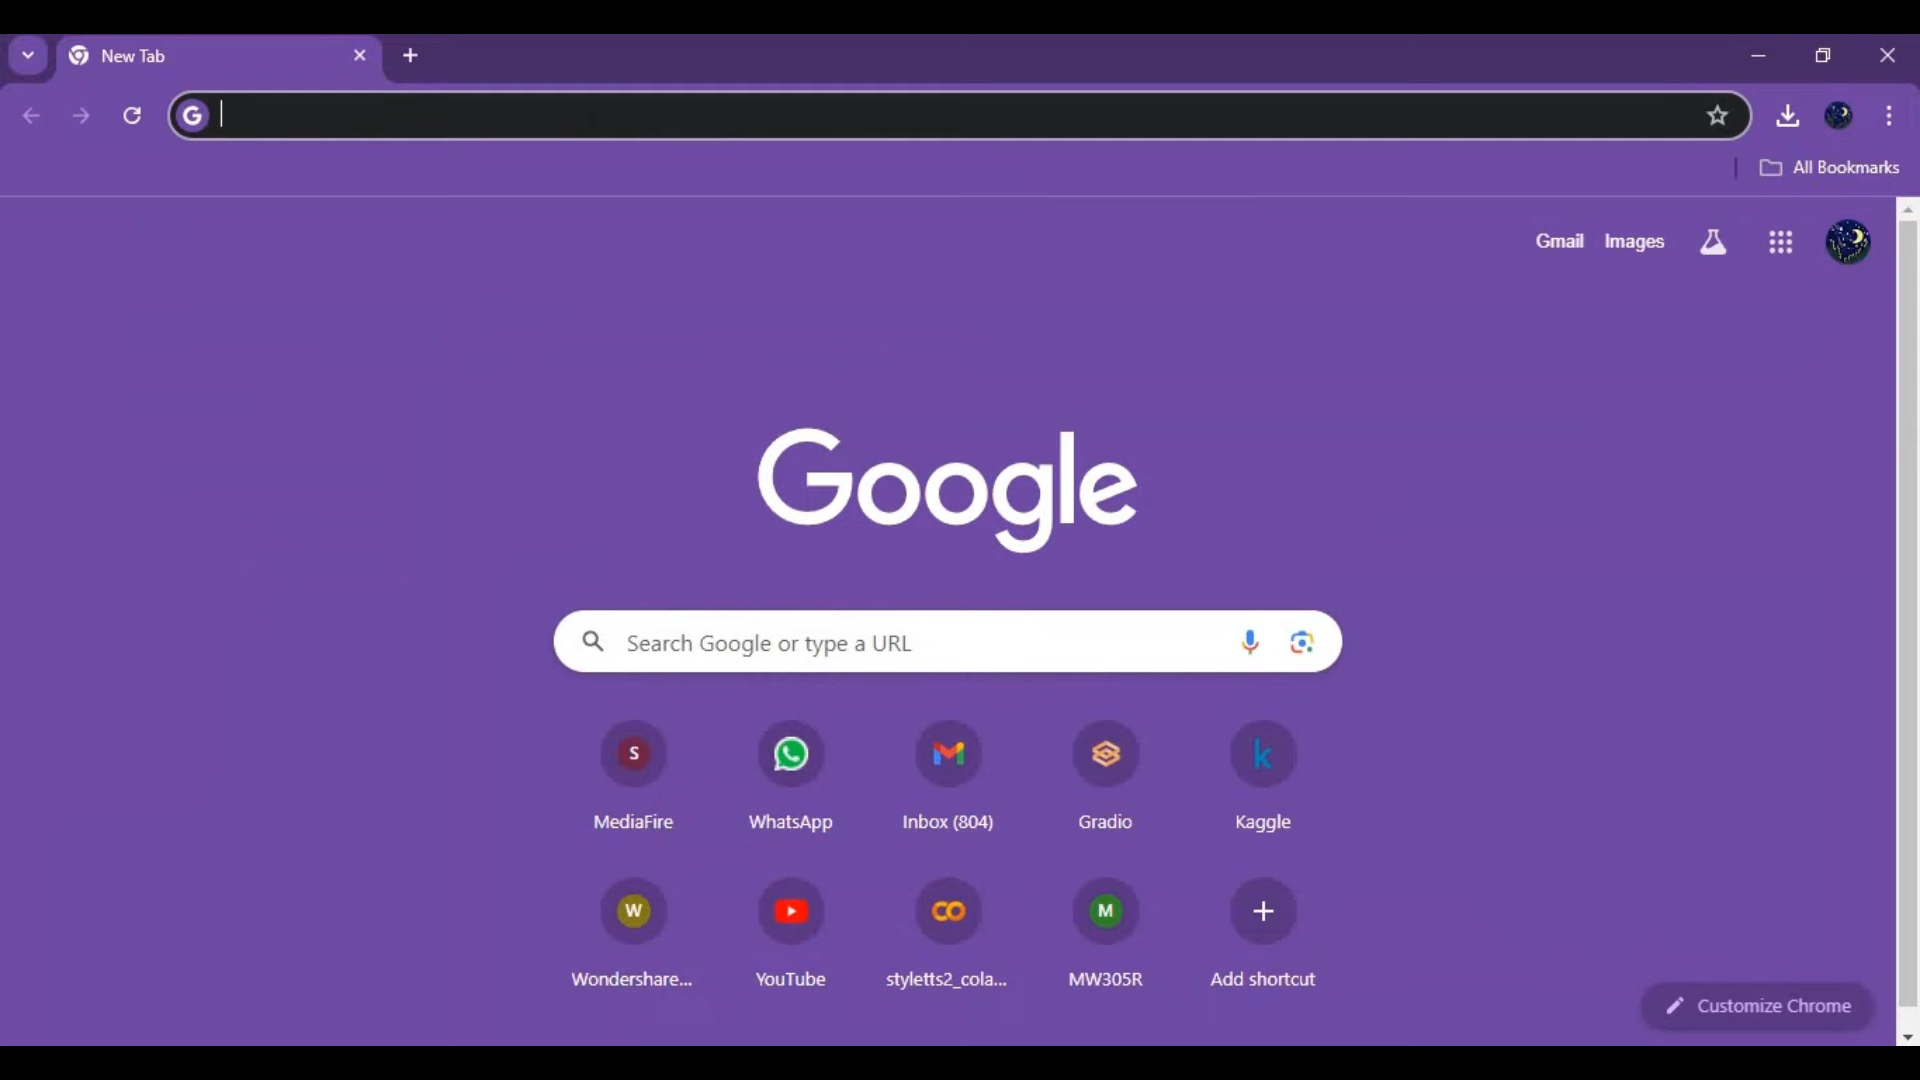 New Tab
All Bookmarks
Gmail Images
Google
Search Google or type a URL
S
MediaFire WhatsApp Inbox (804) Gradio Kaggle
W M
Wondershare... YouTube styletts2_cola... MW305R Add shortcut
Customize Chrome